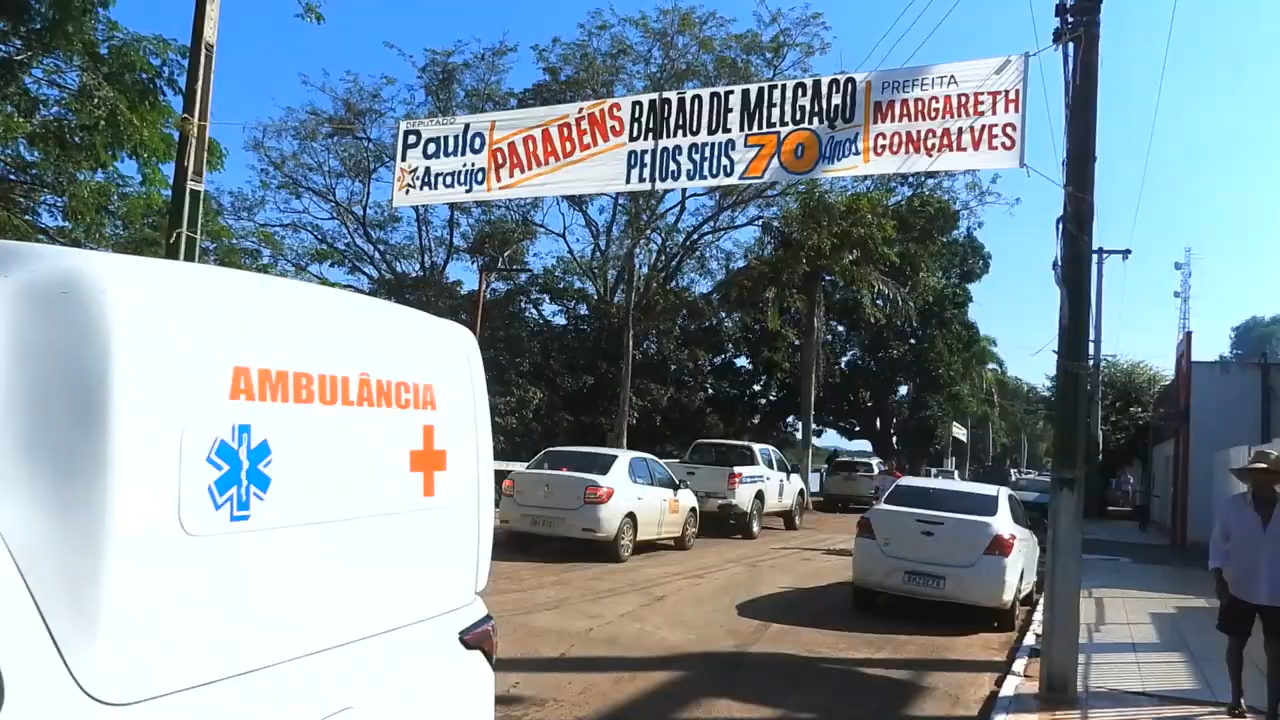 DEPUTADO
Paulo
Araújo
PARABÉNS
BARÃO DE MELGAÇO
PELOS SEUS 70 Anos
PREFEITA
MARGARETH
GONÇALVES
AMBULÂNCIA